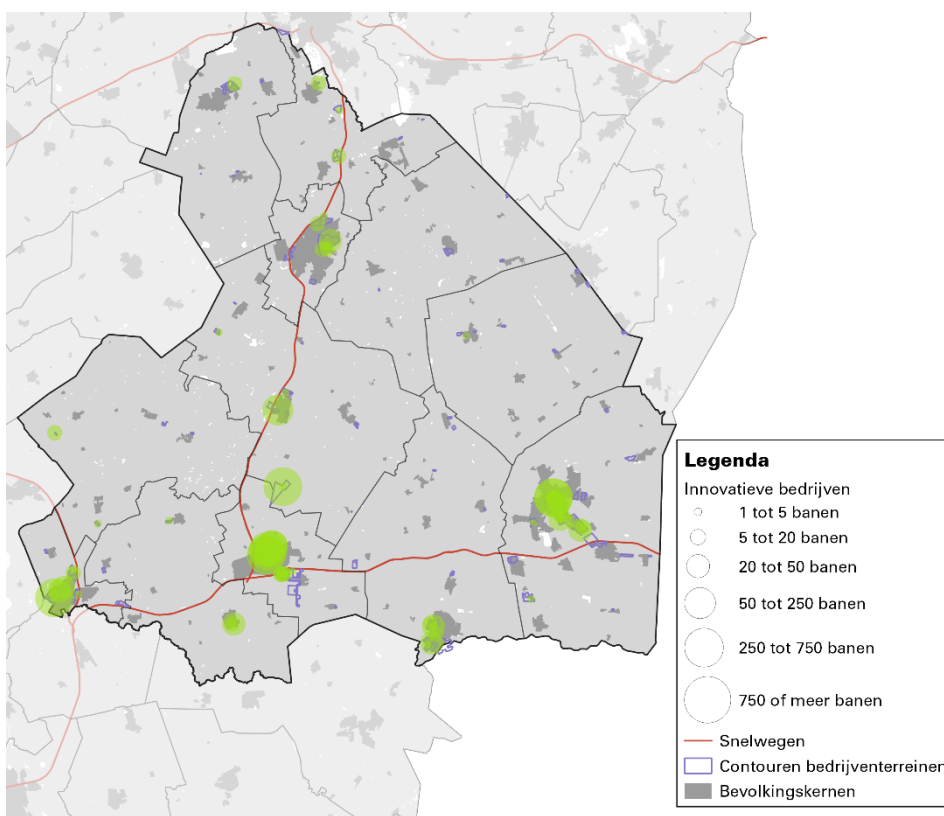 Legenda
Innovatieve bedrijven
1 tot 5 banen
5 tot 20 banen
20 tot 50 banen
50 tot 250 banen
250 tot 750 banen
750 of meer banen
Snelwegen
Contouren bedrijventerreinen
Bevolkingskernen